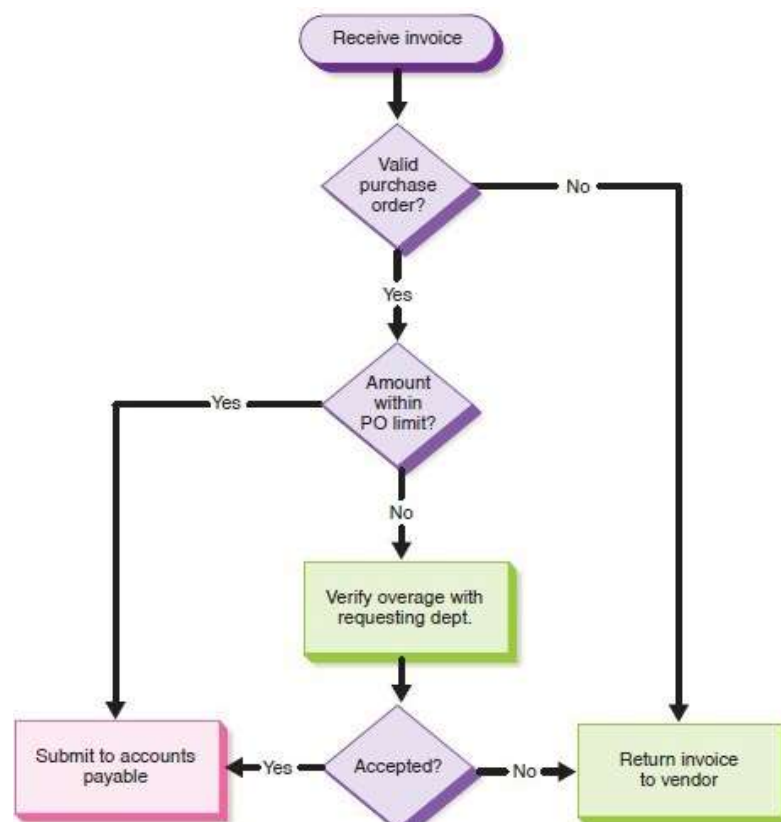 Receive invoice
Valid
purchase
order?
No
Yes
Amount
within
PO limit?
Yes
No
Verify overage with
requesting dept.
Submit to accounts
payable
Yes
Accepted?
No
Return invoice
to vendor